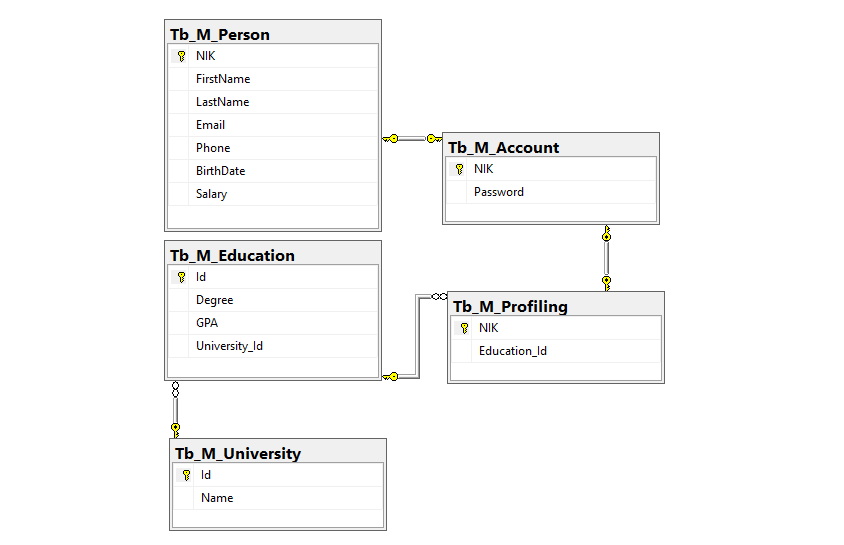 Tb_M_Person
NIK
FirstName
LastName
Email
Phone
BirthDate
Salary
Tb_M_Account
NIK
Password
Tb_M_Education
Id
Degree
GPA
University_Id
Tb_M_Profiling
NIK
Education_Id
Tb_M_University
Id
Name